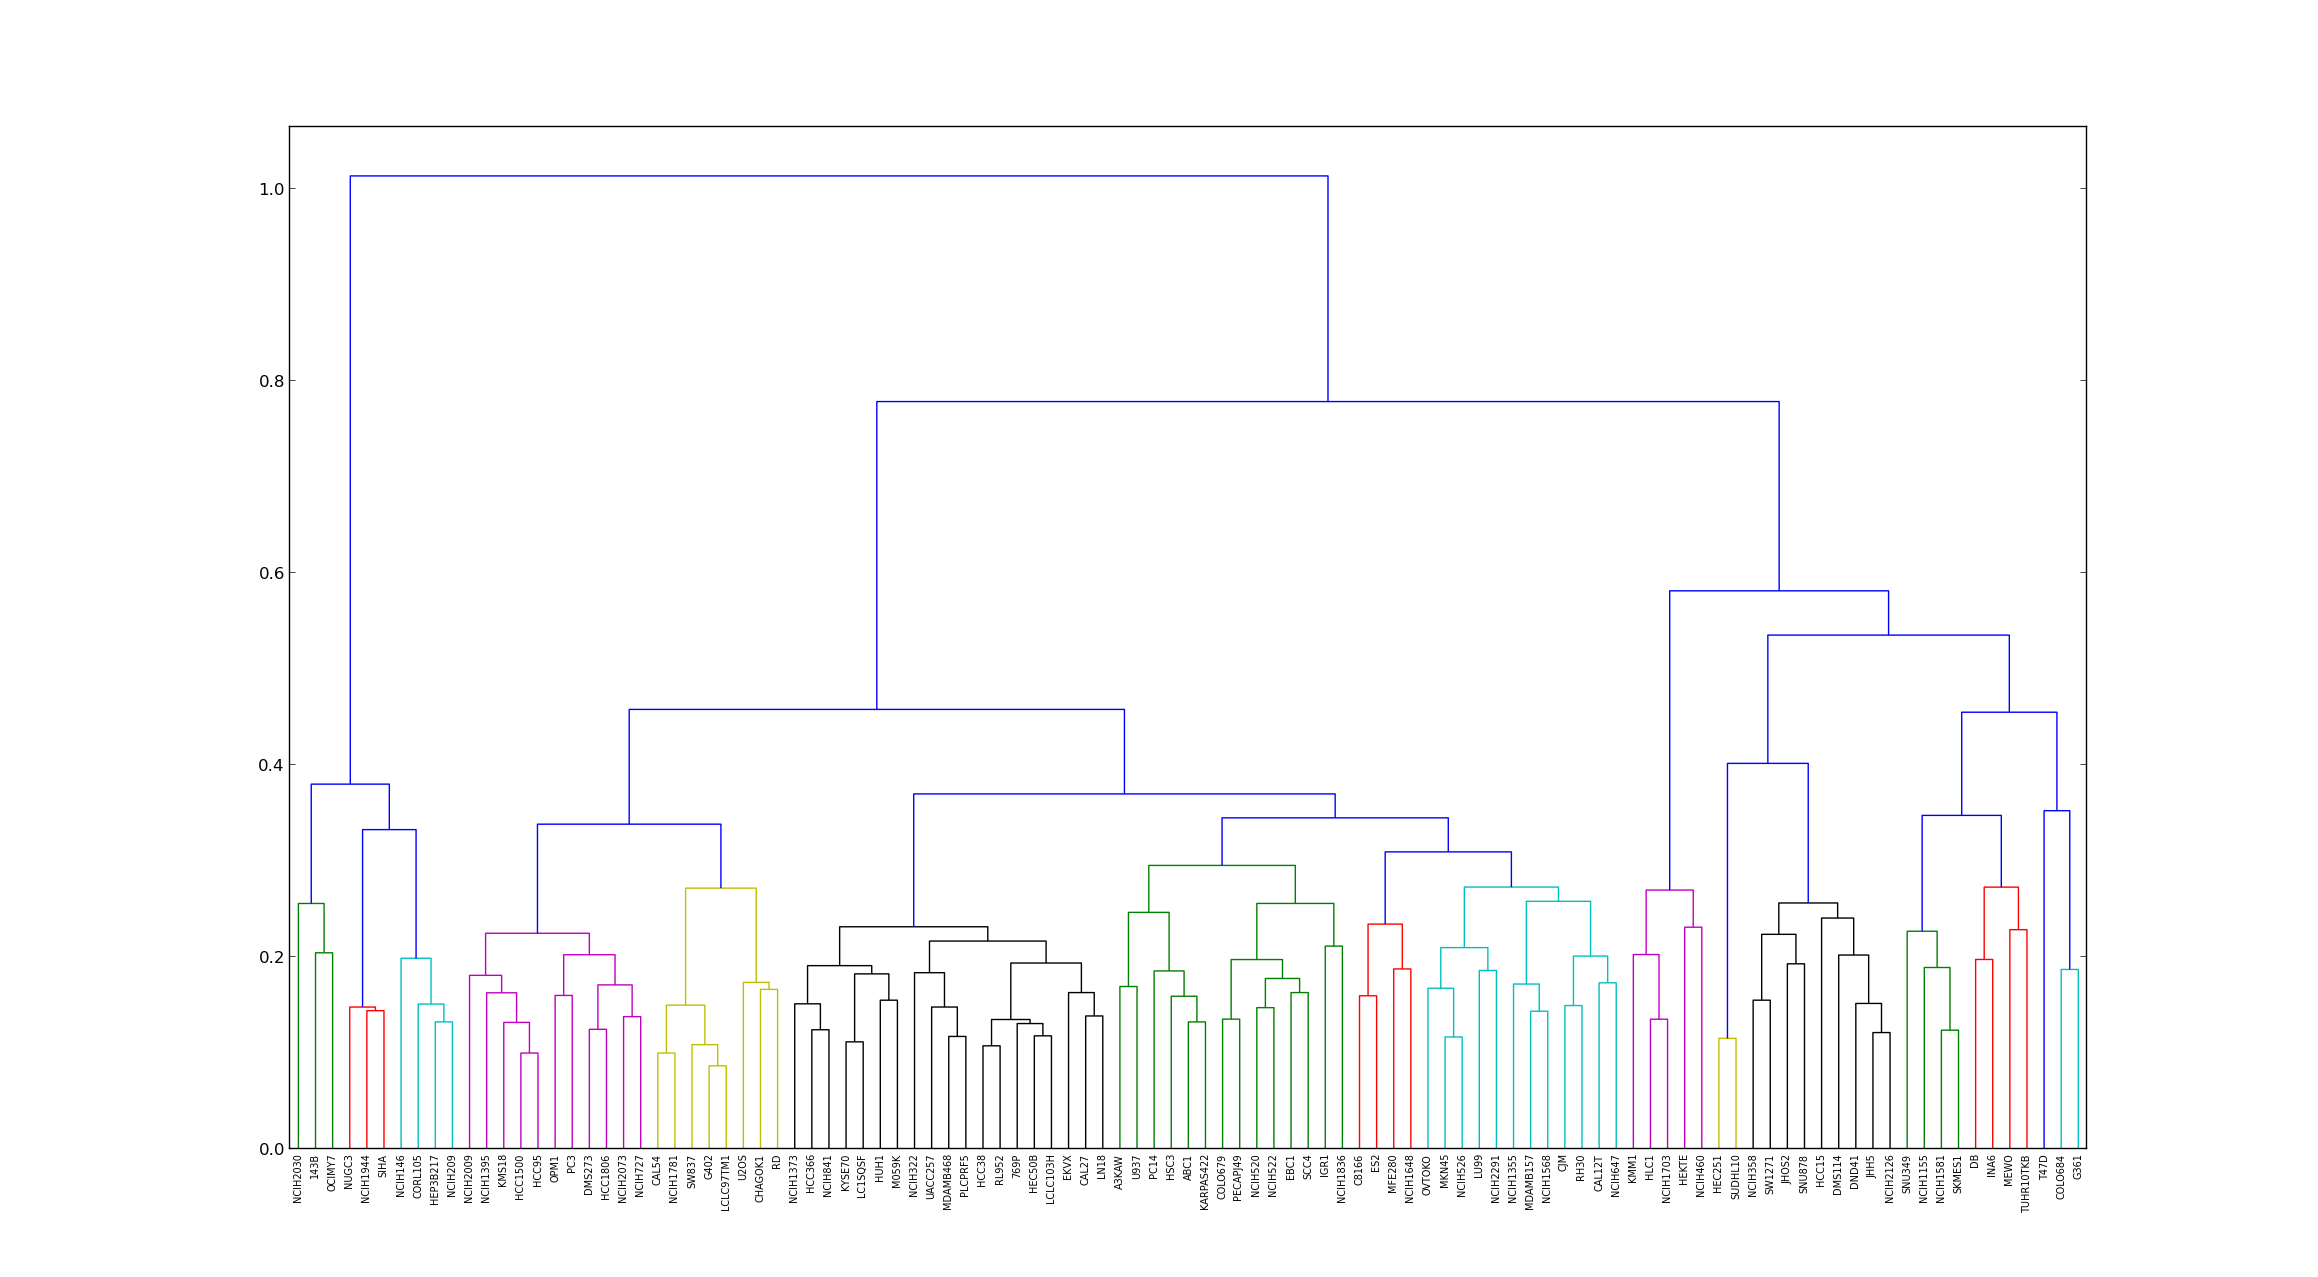 1.0
0.8
0.6
0.4
0.2
0.0
NCIH2030
143B
OCIMY7
NUGC3
NCIH1944
SIHA
NCIH146
CORL105
HEP3B217
NCIH209
NCIH2009
NCIH1395
KMS18
HCC1500
HCC95
OPM1
PC3
DMS273
HCC1806
NCIH2073
NCIH727
CAL54
NCIH1781
SW837
G402
LCLC97TM1
U2OS
CHAGOK1
RD
NCIH1373
HCC366
NCIH841
KYSE70
LC1SQSF
HUH1
M059K
NCIH322
UACC257
MDAMB468
PLCPRF5
HCC38
RL952
769P
HEC50B
LCLC103H
EKVX
CAL27
LN18
A3KAW
U937
PC14
HSC3
ABC1
KARPAS422
COLO679
PECAPJ49
NCIH520
NCIH522
EBC1
SCC4
IGR1
NCIH1836
C8166
ES2
MFE280
NCIH1648
OVTOKO
MKN45
NCIH526
LU99
NCIH2291
NCIH1355
MDAMB157
NCIH1568
CJM
RH30
CAL12T
NCIH647
KMM1
HLC1
NCIH1703
HEKTE
NCIH460
HEC251
SUDHL10
NCIH358
SW1271
JHOS2
SNU878
HCC15
DMS114
DND41
JHH5
NCIH2126
SNU349
NCIH1155
NCIH1581
SKMES1
DB
INA6
MEWO
TUHR10TKB
T47D
COLO684
G361